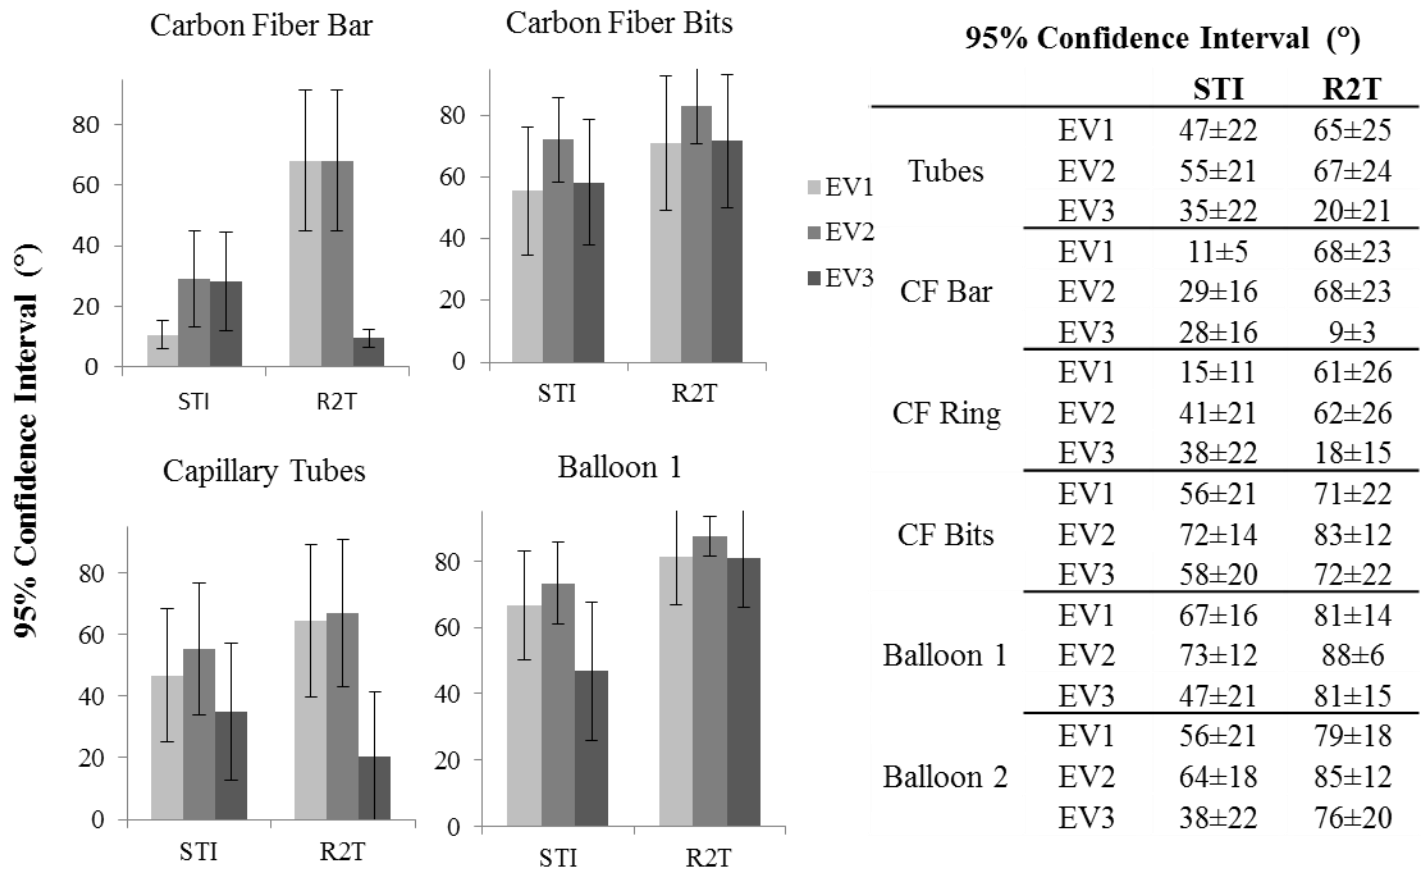 Carbon Fiber Bar
80
60
40
20
0
STI R2T
Carbon Fiber Bits
80
60
40
20
0
STI R2T
EV1
EV2
EV3
95% Confidence Interval (°)
Capillary Tubes
80
60
40
20
0
STI R2T
Balloon 1
80
60
40
20
0
STI R2T
95% Confidence Interval (°)
STI R2T
Tubes
EV1 47±22 65±25
EV2 55±21 67±24
EV3 35±22 20±21
CF Bar
EV1 11±5 68±23
EV2 29±16 68±23
EV3 28±16 9±3
CF Ring
EV1 15±11 61±26
EV2 41±21 62±26
EV3 38±22 18±15
CF Bits
EV1 56±21 71±22
EV2 72±14 83±12
EV3 58±20 72±22
Balloon 1
EV1 67±16 81±14
EV2 73±12 88±6
EV3 47±21 81±15
Balloon 2
EV1 56±21 79±18
EV2 64±18 85±12
EV3 38±22 76±20